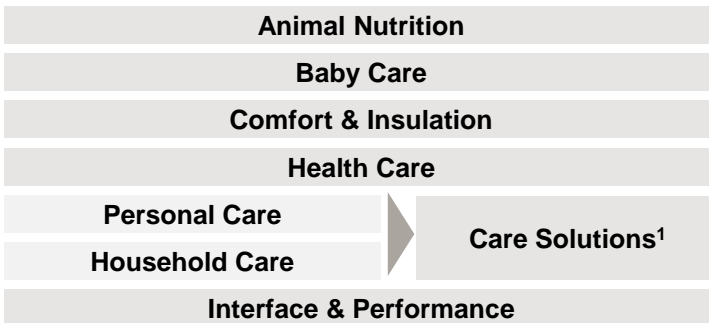 Animal Nutrition
Baby Care
Comfort & Insulation
Health Care
Personal Care
Household Care
Care Solutions¹
Interface & Performance